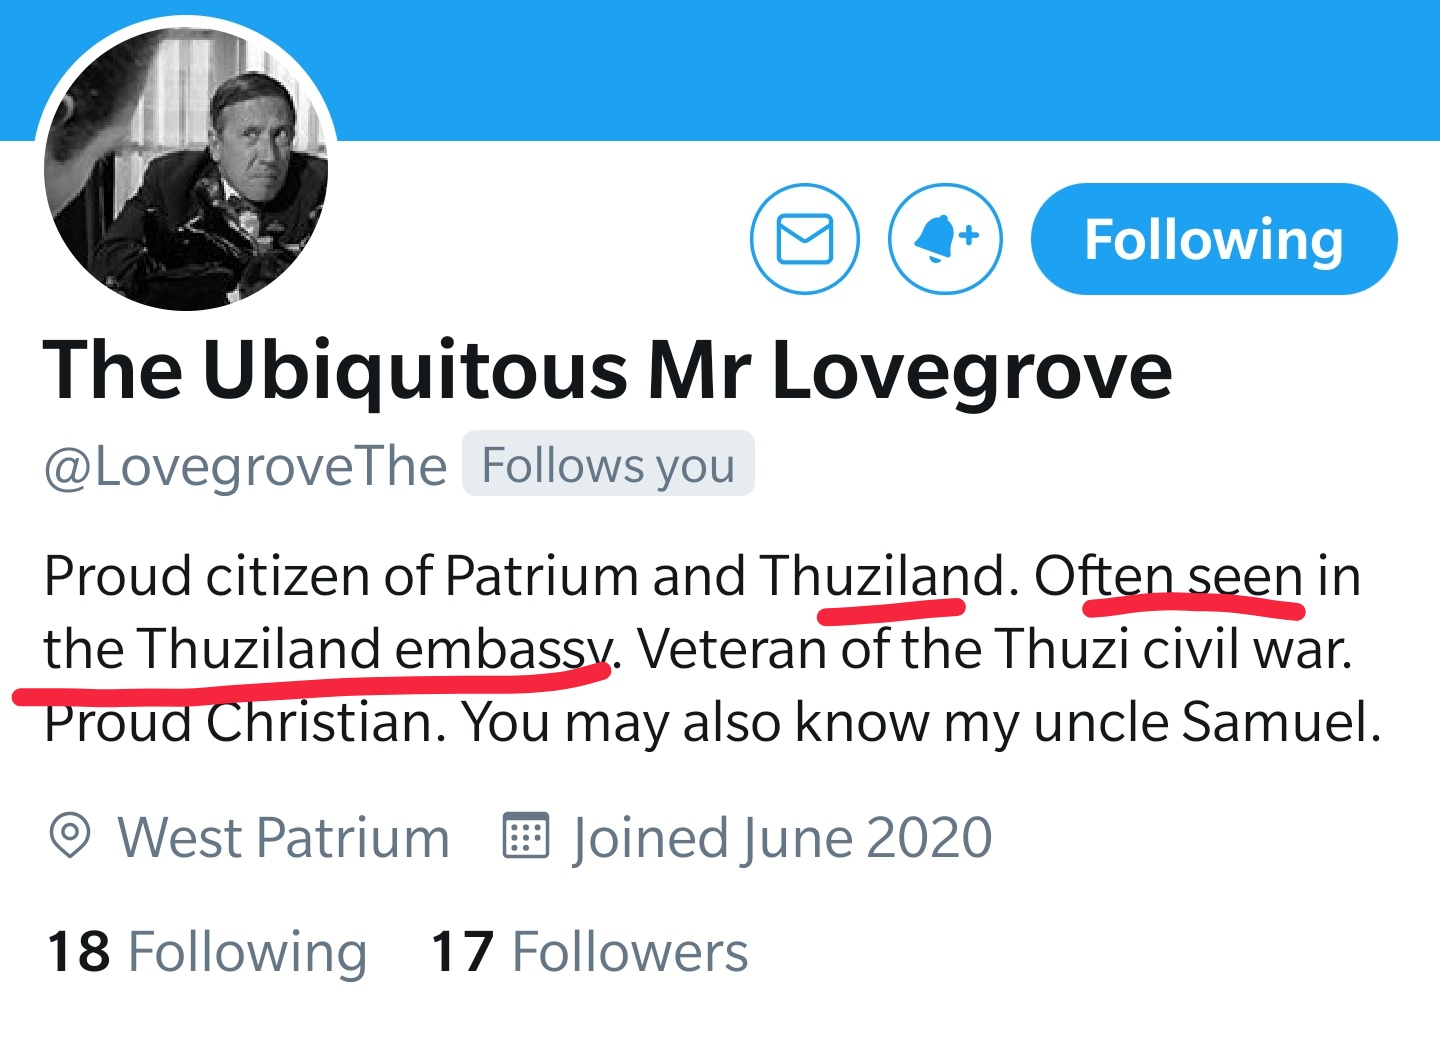 Following
The Ubiquitous Mr Lovegrove
@LovegroveThe Follows you
Proud citizen of Patrium and Thuziland. Often seen in
the Thuziland embassy. Veteran of the Thuzi civil war.
Proud Christian. You may also know my uncle Samuel.
West Patrium Joined June 2020
18 Following 17 Followers